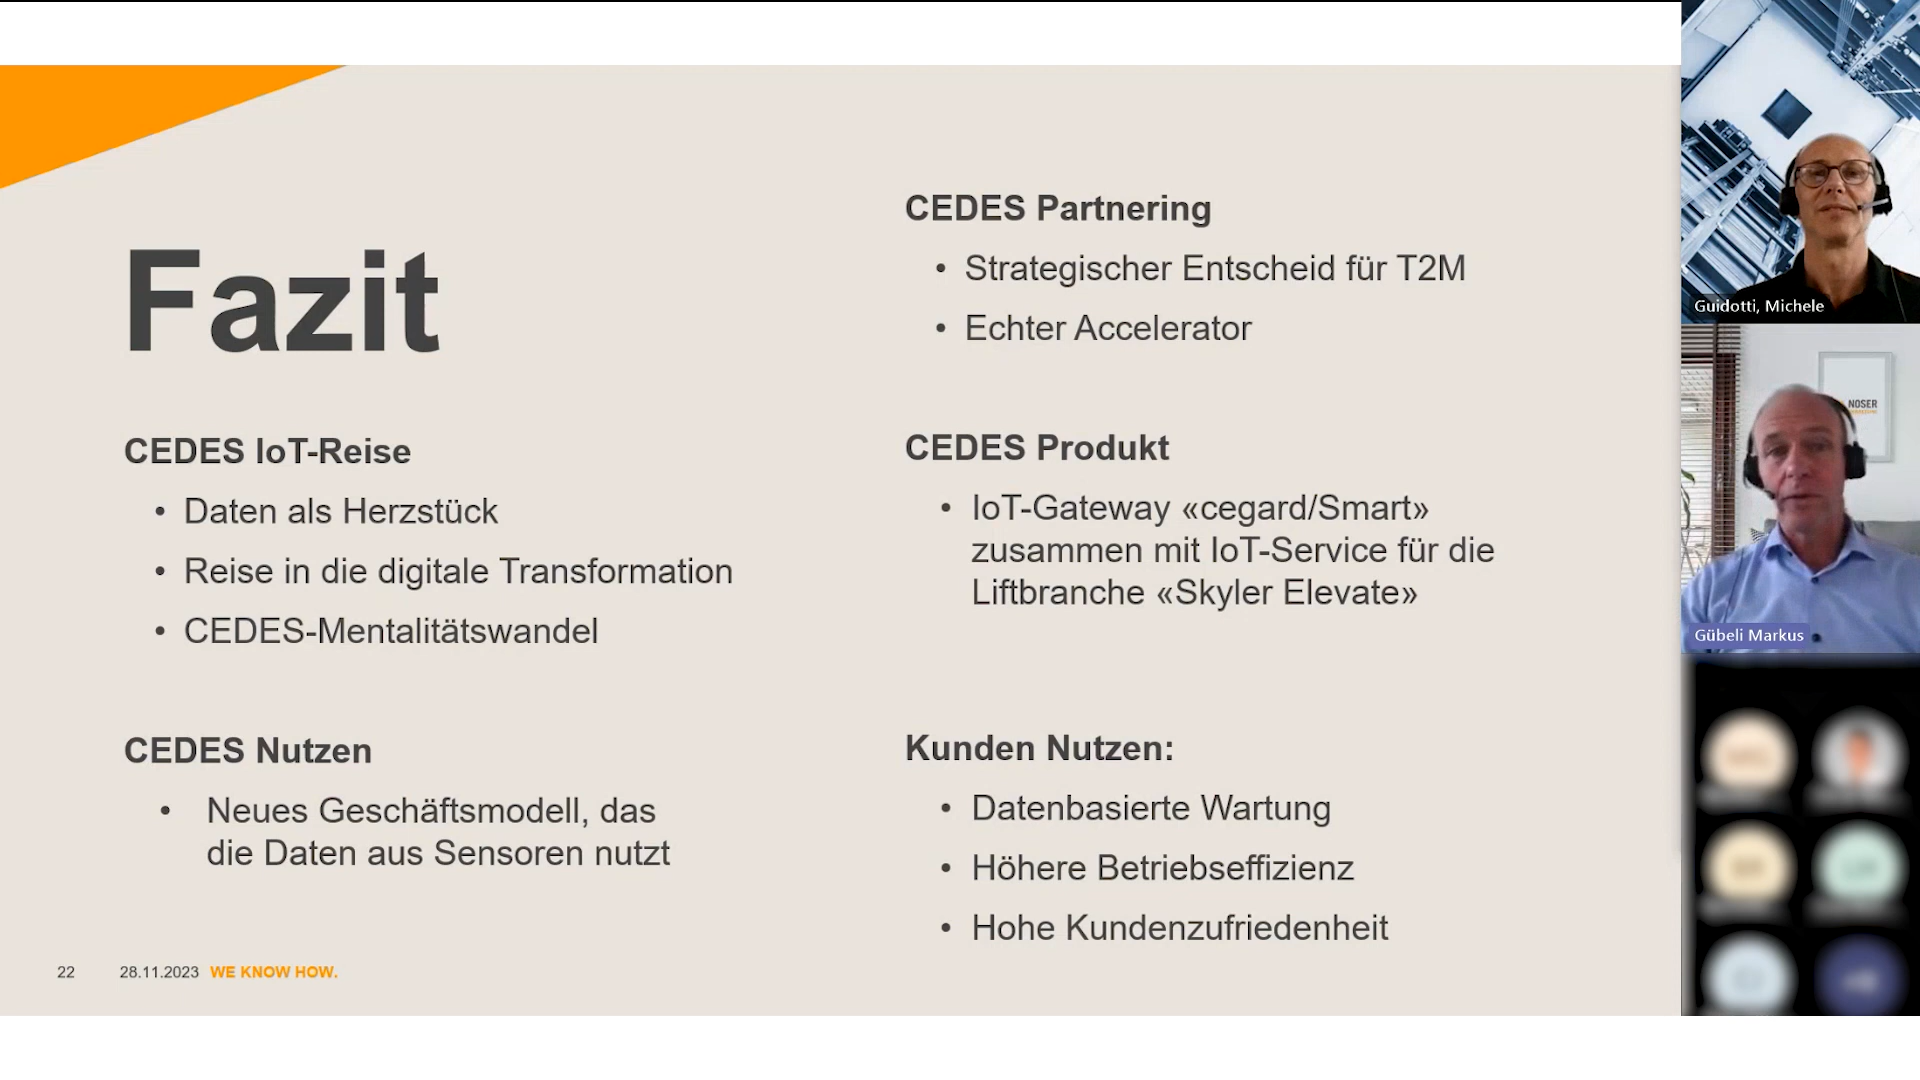 Fazit
CEDES IoT-Reise
• Daten als Herzstück
• Reise in die digitale Transformation
• CEDES-Mentalitätswandel
CEDES Nutzen
• Neues Geschäftsmodell, das
die Daten aus Sensoren nutzt
CEDES Partnering
• Strategischer Entscheid für T2M
• Echter Accelerator
CEDES Produkt
• IoT-Gateway «cegard/Smart»
zusammen mit IoT-Service für die
Liftbranche «Skyler Elevate»
Kunden Nutzen:
• Datenbasierte Wartung
• Höhere Betriebseffizienz
• Hohe Kundenzufriedenheit
22 28.11.2023 WE KNOW HOW.
Guidotti, Michele
NOSER
Gübeli Markus